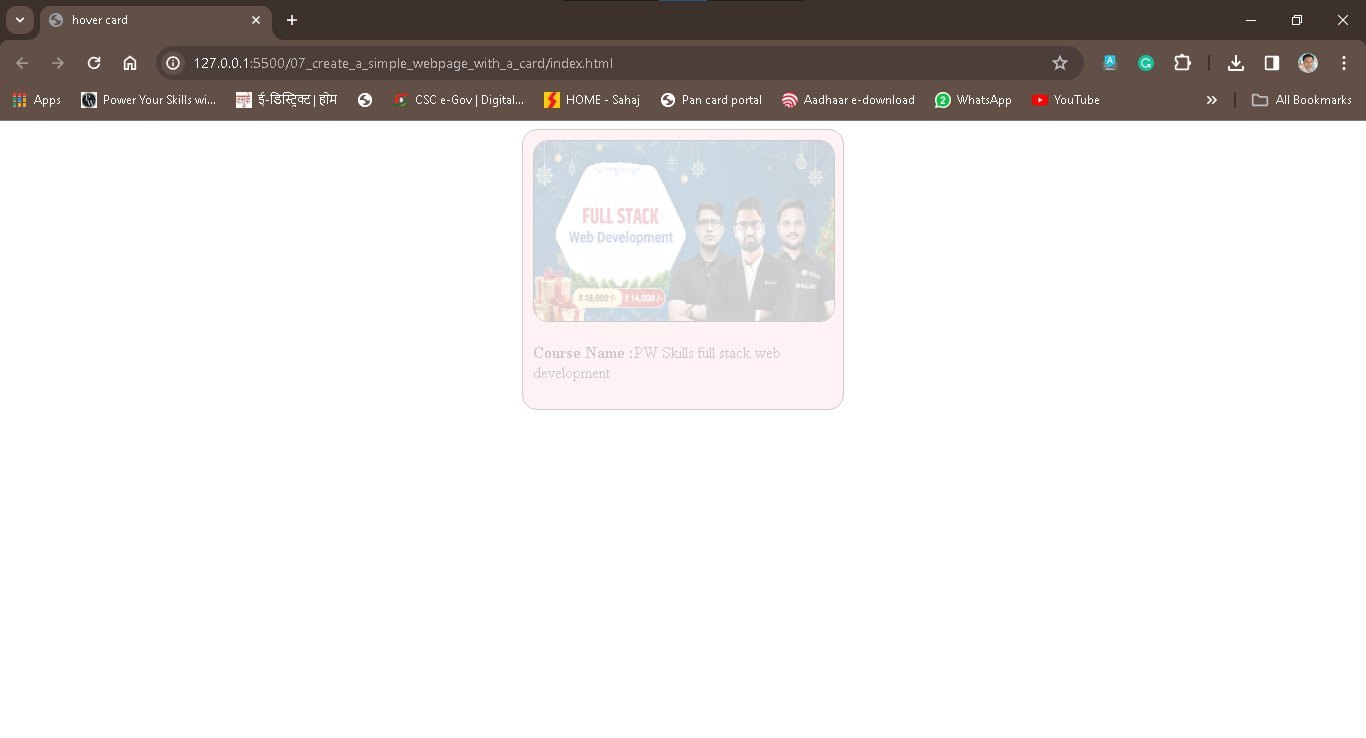 hover card
127.0.0.1:5500/07_create_a_simple_webpage_with_a_card/index.html
Apps
Power Your Skills wi...
ई-डिस्ट्रिक्ट | होम
CSC e-Gov | Digital...
HOME - Sahaj
Pan card portal
Aadhaar e-download
WhatsApp
YouTube
All Bookmarks
FULL STACK
Web Development
₹ 16,000 /- ₹ 14,000 /-
Course Name :PW Skills full stack web
development